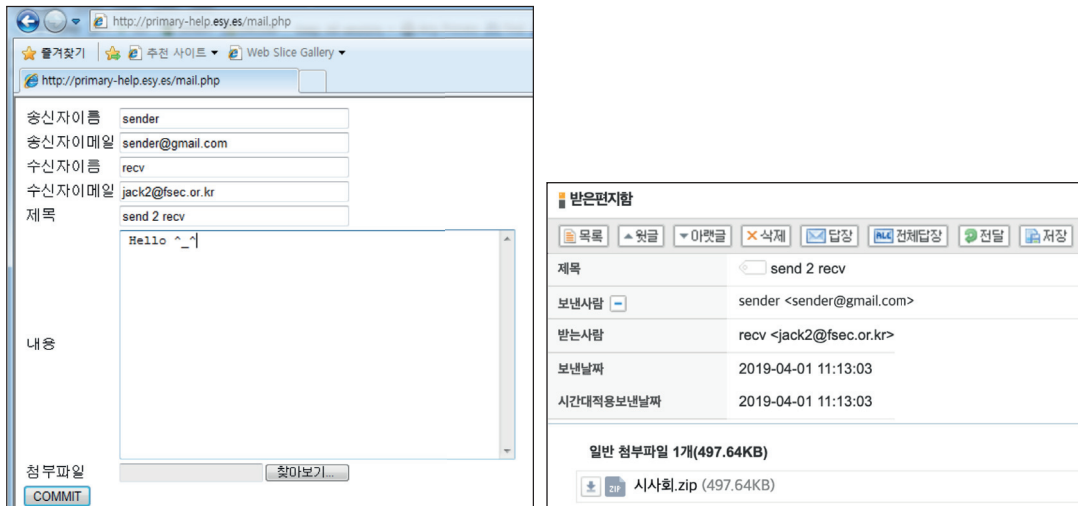 http://primary-help.esy.es/mail.php
즐겨찾기 추천 사이트 ▼ Web Slice Gallery ▼
http://primary-help.esy.es/mail.php
송신자이름 sender
송신자이메일 sender@gmail.com
수신자이름 recv
수신자이메일 jack2@fsec.or.kr
제목 send 2 recv
Hello ^_^
내용
첨부파일 찾아보기...
COMMIT
받은편지함
목록 ▲윗글 ▼아랫글 삭제 답장 ALL 전체답장 전달 저장
제목 send 2 recv
보낸사람 sender <sender@gmail.com>
받는사람 recv <jack2@fsec.or.kr>
보낸날짜 2019-04-01 11:13:03
시간대적용보낸날짜 2019-04-01 11:13:03
일반 첨부파일 1개(497.64KB)
ZIP 시사회.zip (497.64KB)